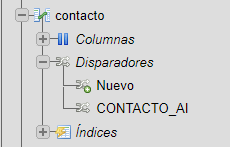 contacto
Columnas
Disparadores
Nuevo
CONTACTO_AI
Índices